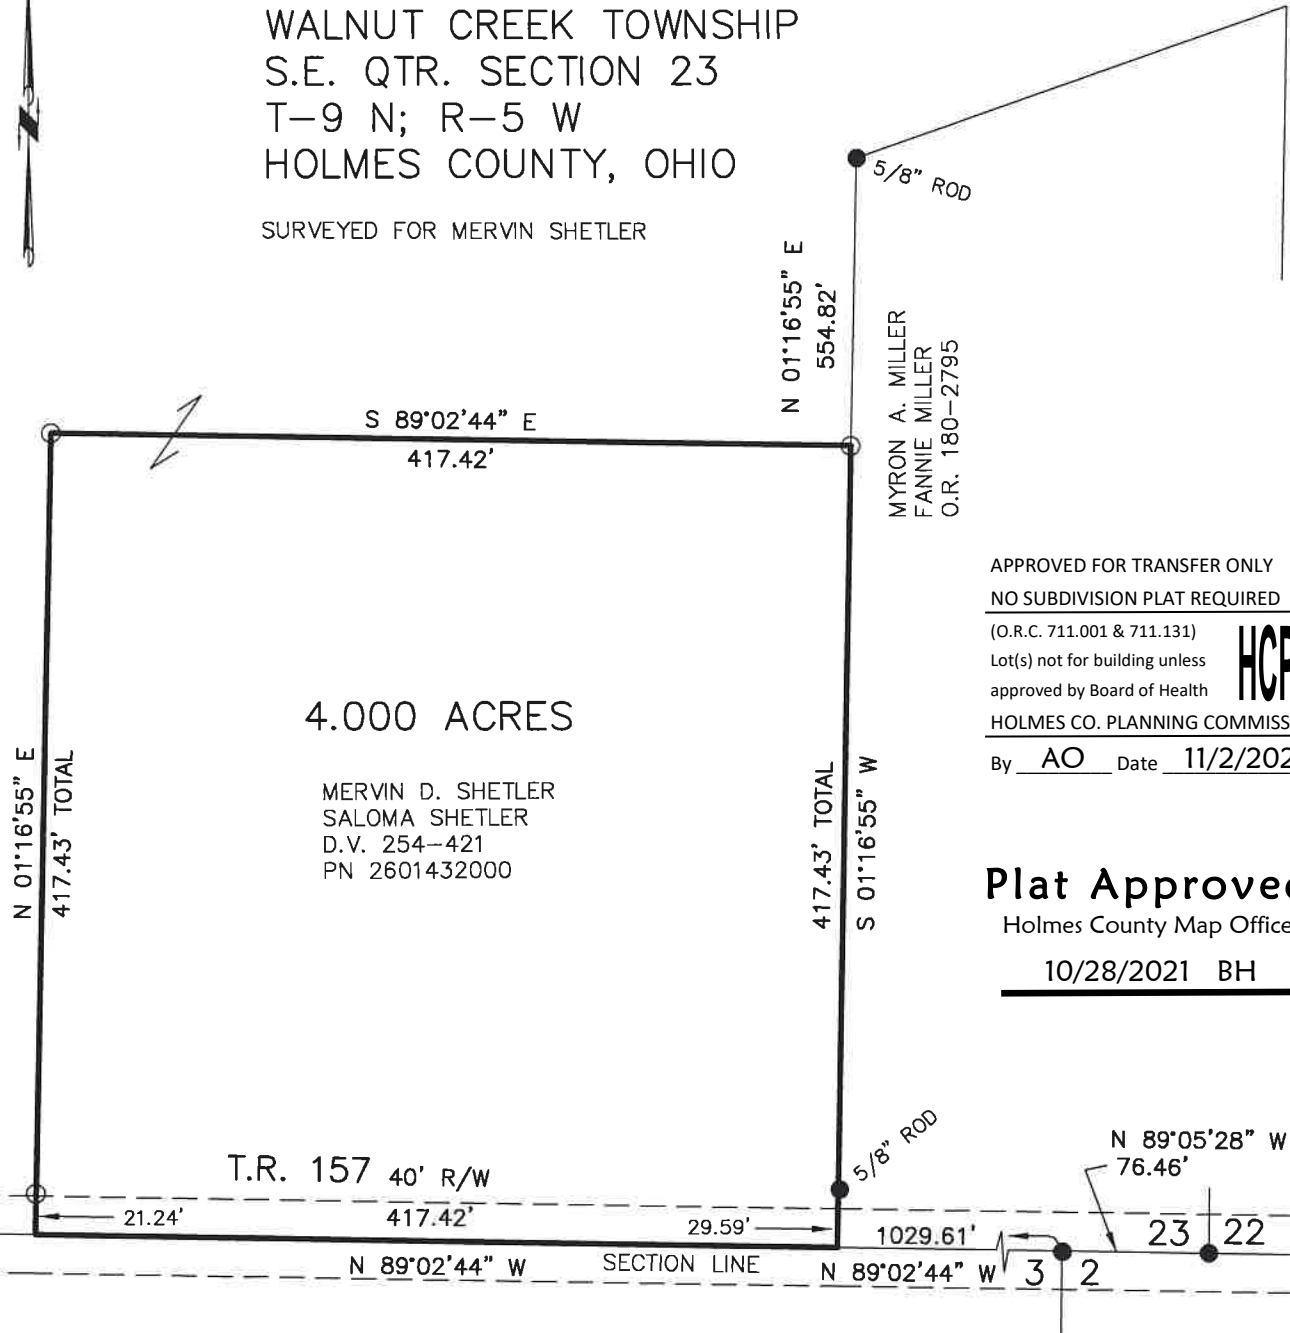 WALNUT CREEK TOWNSHIP
S.E. QTR. SECTION 23
T-9 N; R-5 W
HOLMES COUNTY, OHIO
SURVEYED FOR MERVIN SHETLER
N
5/8" ROD
N 01°16'55" E
554.82'
MYRON A. MILLER
FANNIE MILLER
O.R. 180-2795
S 89°02'44" E
417.42'
APPROVED FOR TRANSFER ONLY
NO SUBDIVISION PLAT REQUIRED
(O.R.C. 711.001 & 711.131)
Lot(s) not for building unless
approved by Board of Health
HOLMES CO. PLANNING
By AO Date
4.000 ACRES
MERVIN D. SHETLER
SALOMA SHETLER
D.V. 254-421
PN 2601432000
N 01°16'55" E
417.43' TOTAL
417.43' TOTAL
S 01°16'55" W
Plat
Holmes County Map Office
10/28/2021 BH
5/8" ROD
T.R. 157 40' R/W
21.24'
417.42'
29.59'
N 89°02'44" W
SECTION LINE
1029.61'
N 89°02'44" W
N 89°05'28" W
76.46'
23 22
3 2